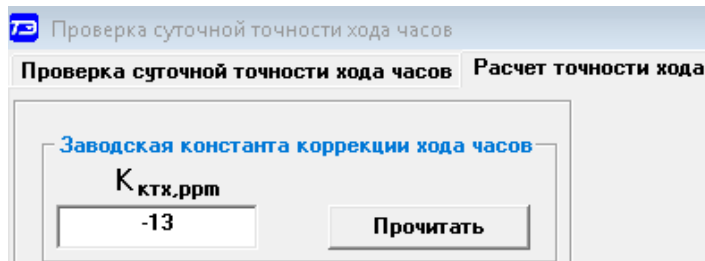 ТЭ Проверка суточной точности хода часов
Проверка суточной точности хода часов Расчет точности хода
Заводская константа коррекции хода часов
Кктх,ppm
-13 Прочитать